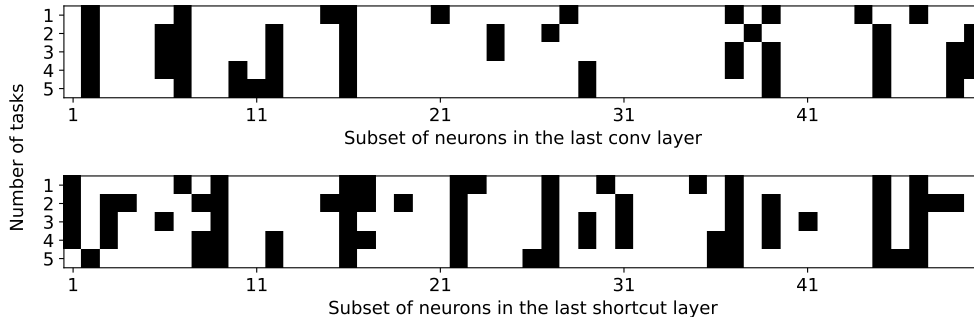 Number of tasks
1
2
3
4
5
1 11 21 31 41
Subset of neurons in the last conv layer
1
2
3
4
5
1 11 21 31 41
Subset of neurons in the last shortcut layer